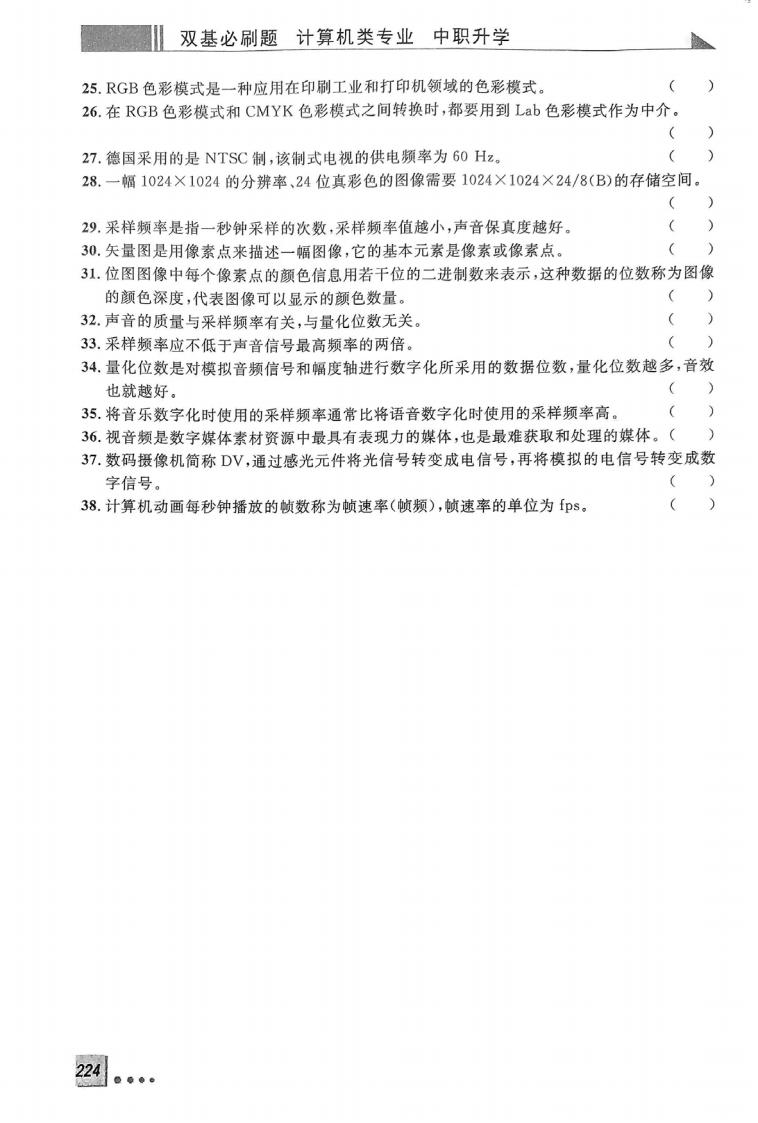 双基必刷题 计算机类专业 中职升学
25. RGB色彩模式是一种应用在印刷工业和打印机领域的色彩模式。 ( )
26. 在 RGB 色彩模式和 CMYK 色彩模式之间转换时,都要用到 Lab 色彩模式作为中介。
( )
27. 德国采用的是 NTSC 制,该制式电视的供电频率为 60 Hz。 ( )
28. 一幅 1024×1024 的分辨率、24 位真彩色的图像需要 1024×1024×24/8(B)的存储空间。
( )
29. 采样频率是指一秒钟采样的次数,采样频率值越小,声音保真度越好。 ( )
30. 矢量图是用像素点来描述一幅图像,它的基本元素是像素或像素点。 ( )
31. 位图图像中每个像素点的颜色信息用若干位的二进制数来表示,这种数据的位数称为图像
的颜色深度,代表图像可以显示的颜色数量。 ( )
32. 声音的质量与采样频率有关,与量化位数无关。 ( )
33. 采样频率应不低于声音信号最高频率的两倍。 ( )
34. 量化位数是对模拟音频信号和幅度轴进行数字化所采用的数据位数,量化位数越多,音效
也就越好。 ( )
35. 将音乐数字化时使用的采样频率通常比将语音数字化时使用的采样频率高。 ( )
36. 视音频是数字媒体素材资源中最具有表现力的媒体,也是最难获取和处理的媒体。( )
37. 数码摄像机简称 DV,通过感光元件将光信号转变成电信号,再将模拟的电信号转变成数
字信号。 ( )
38. 计算机动画每秒钟播放的帧数称为帧速率(帧频),帧速率的单位为 fps。 ( )
224